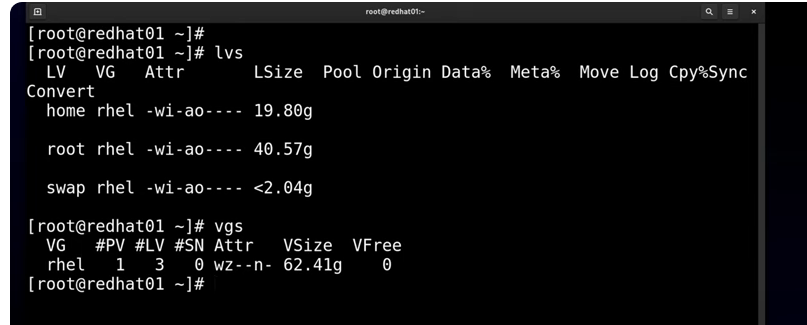 root@redhat01:~
[root@redhat01 ~]#
[root@redhat01 ~]# lvs
  LV   VG   Attr       LSize  Pool Origin Data%  Meta%  Move Log Cpy%Sync
Convert
  home rhel -wi-ao---- 19.80g
  root rhel -wi-ao---- 40.57g
  swap rhel -wi-ao---- <2.04g
[root@redhat01 ~]# vgs
  VG   #PV #LV #SN Attr   VSize  VFree
  rhel   1   3   0 wz--n- 62.41g    0
[root@redhat01 ~]#